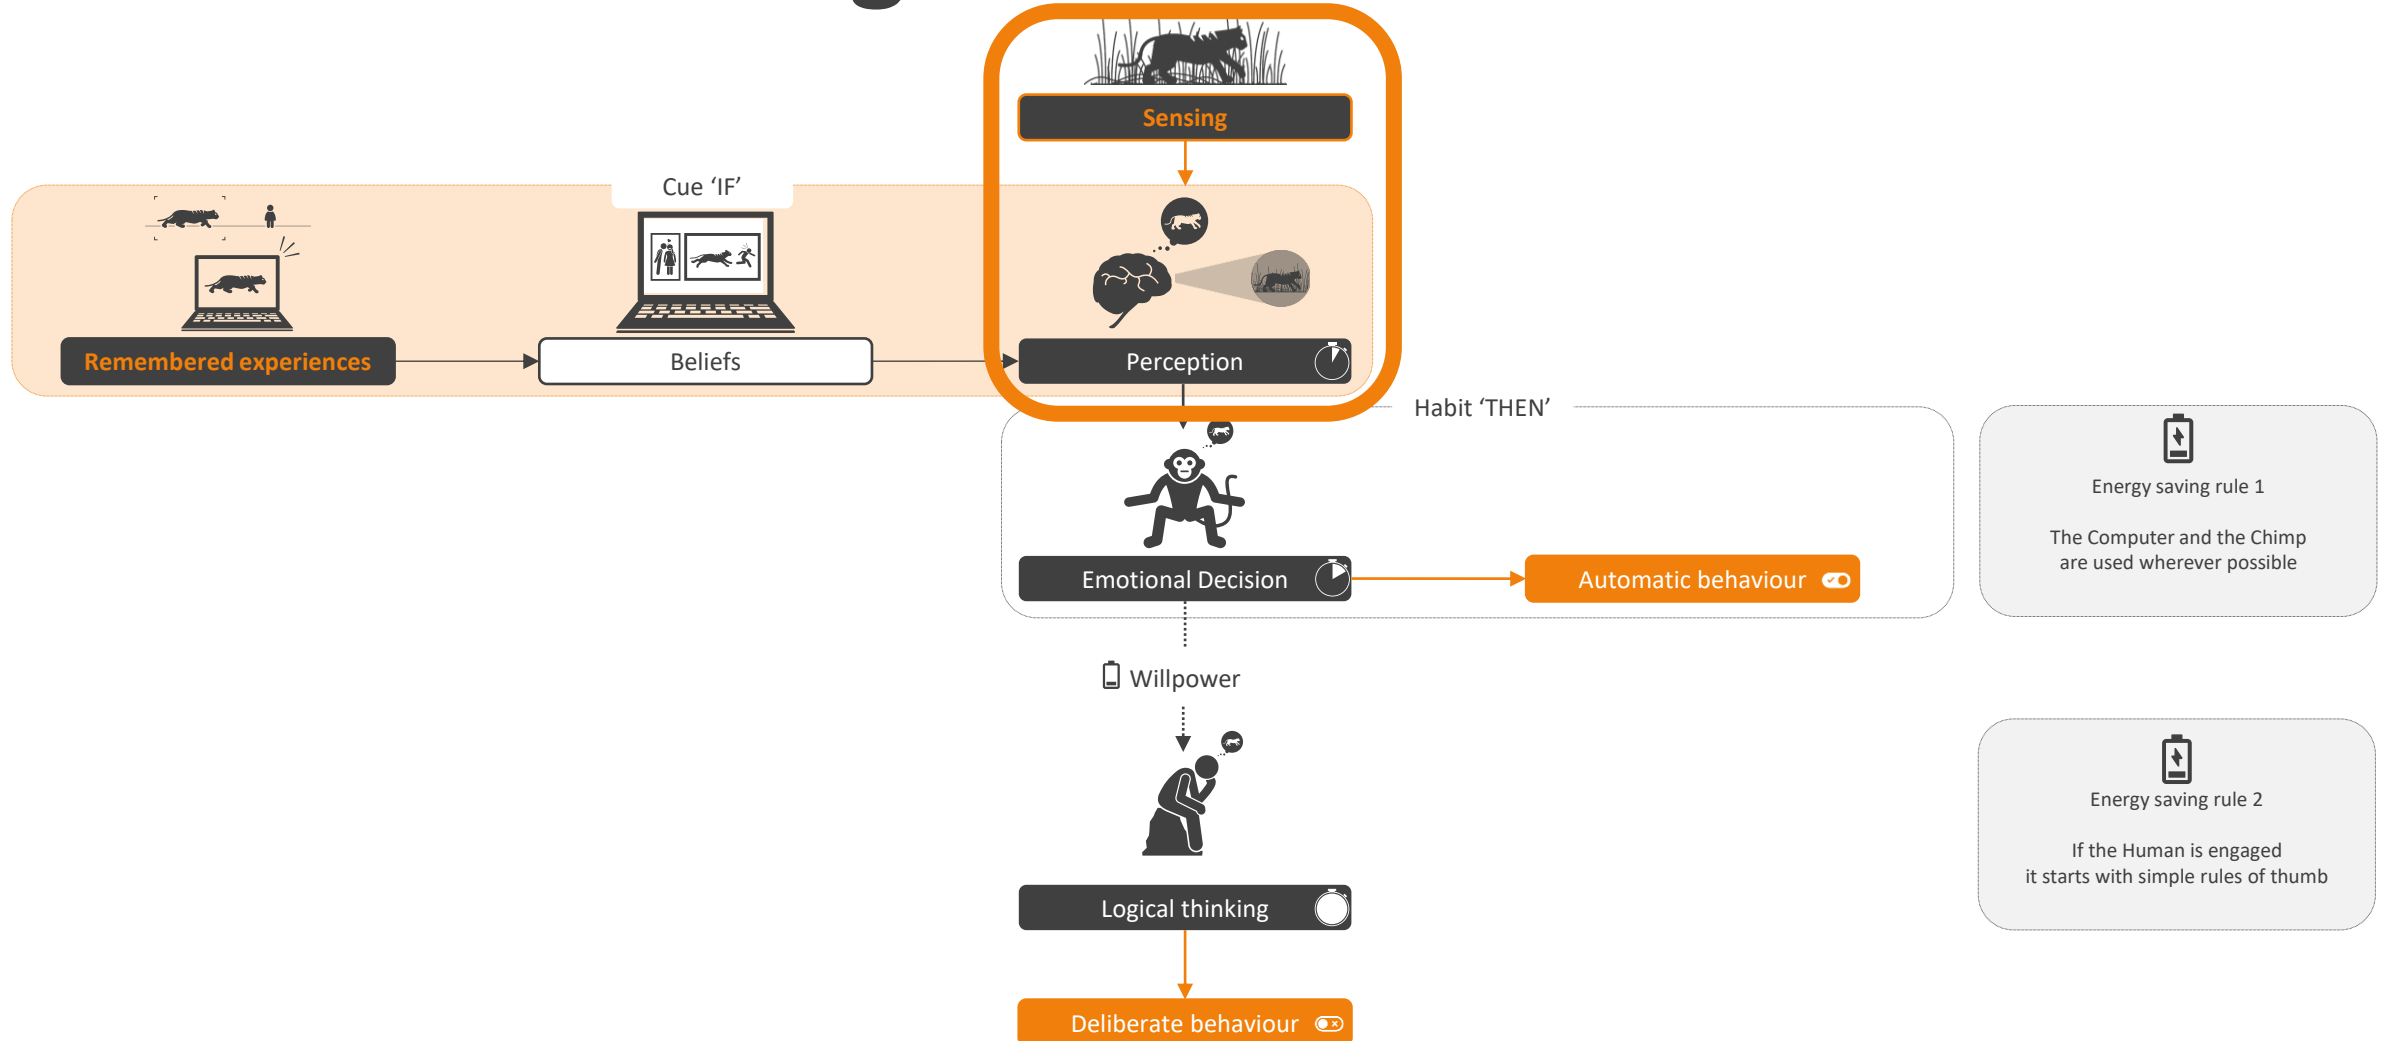 Sensing
Cue ‘IF’
Remembered experiences
Beliefs
Perception
Habit ‘THEN’
Energy saving rule 1
The Computer and the Chimp
are used wherever possible
Emotional Decision
Automatic behaviour
Willpower
Energy saving rule 2
If the Human is engaged
it starts with simple rules of thumb
Logical thinking
Deliberate behaviour